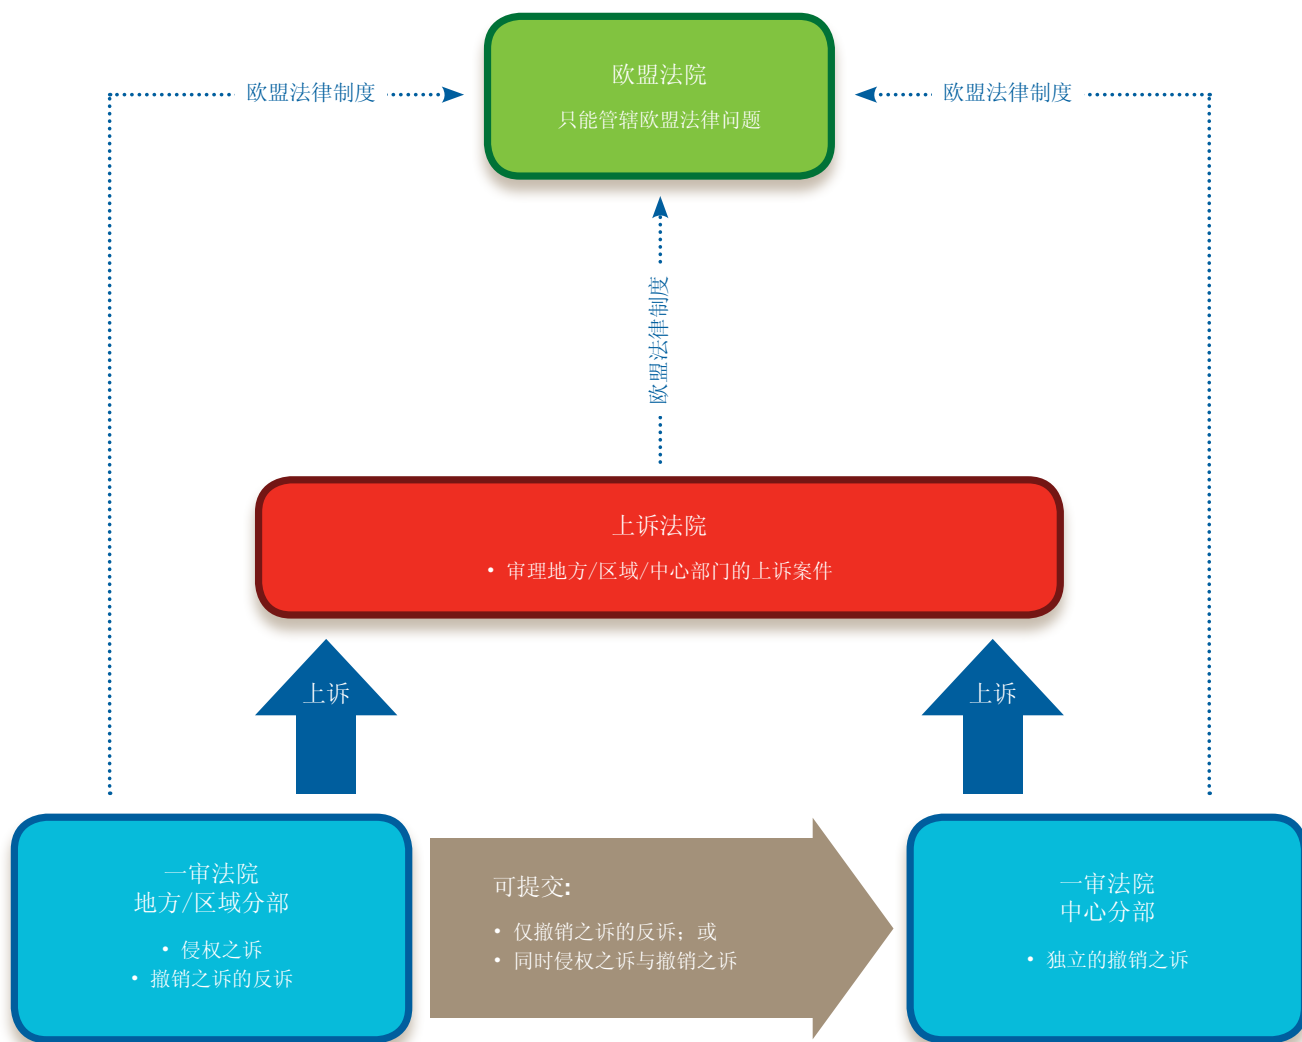 欧盟法院
只能管辖欧盟法律问题
欧盟法律制度
欧盟法律制度
欧盟法律制度
上诉法院
• 审理地方/区域/中心部门的上诉案件
上诉
上诉
一审法院
地方/区域分部
• 侵权之诉
• 撤销之诉的反诉
可提交:
• 仅撤销之诉的反诉；或
• 同时侵权之诉与撤销之诉
一审法院
中心分部
• 独立的撤销之诉